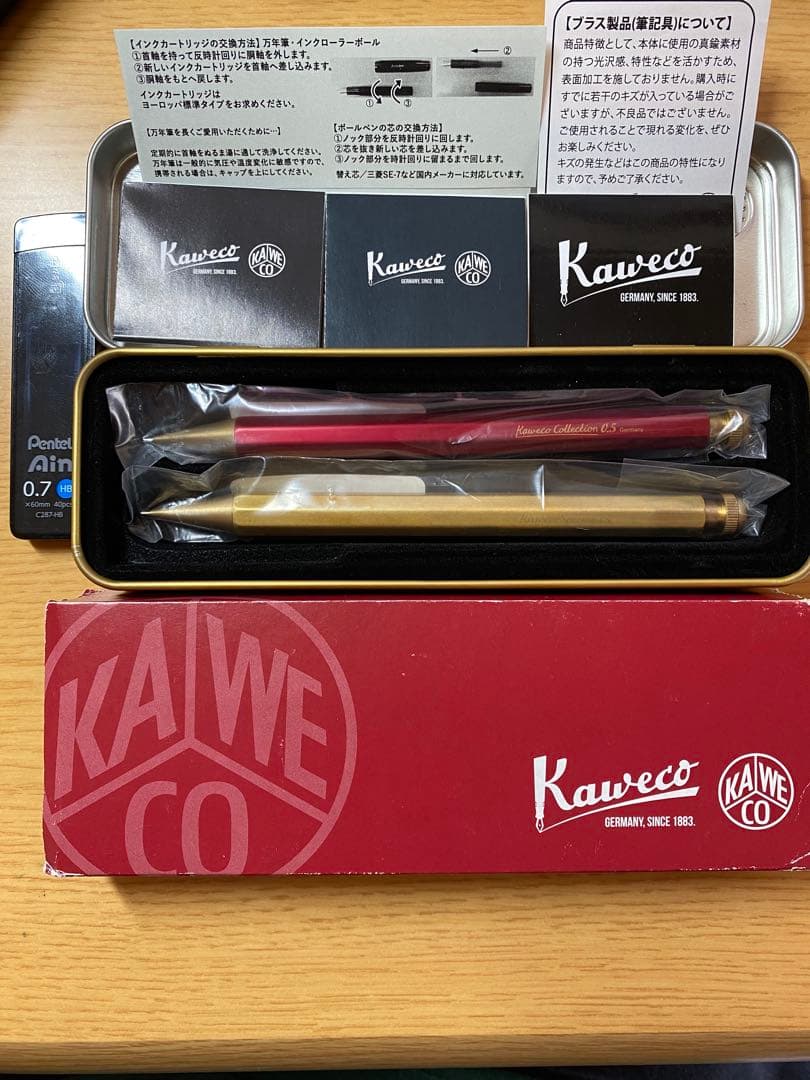 【インクカートリッジの交換方法】万年筆・インクローラーボール
①首軸を持って反時計回りに胴軸を外します。
②新しいインクカートリッジを首軸へ差し込みます。
③胴軸をもとへ戻します。
インクカートリッジは
ヨーロッパ標準タイプをお求めください。
①
③
②
【万年筆を長くご愛用いただくために…】
定期的に首軸をぬるま湯に通して洗浄してください。
万年筆は一般的に気圧や温度変化に敏感ですので、
携帯される場合は、キャップを上にしてください。
【ボールペンの芯の交換方法】
①ノック部分を反時計回りに回します。
②芯を抜き新しい芯を差し込みます。
③ノック部分を時計回りに留まるまで回します。
替え芯／三菱SE-7など国内メーカーに対応しています。
【ブラス製品(筆記具)について】
商品特徴として、本体に使用の真鍮素材
の持つ光沢感、特性などを活かすため、
表面加工を施しておりません。購入時に
すでに若干のキズが入っている場合がご
ざいますが、不良品ではございません。
ご使用されることで現れる変化を、ぜひ
お楽しみください。
キズの発生などはこの商品の特性になり
ますので、予めご了承ください。
Kaweco
GERMANY, SINCE 1883.
KAWECO
Kaweco
GERMANY, SINCE 1883.
KAWECO
Kaweco
GERMANY, SINCE 1883.
Pentel
Ain
0.7 HB
×60mm 40pcs
C287-HB
Kaweco Collection 0.5 Germany
KAWECO
Kaweco
GERMANY, SINCE 1883.
KAWECO